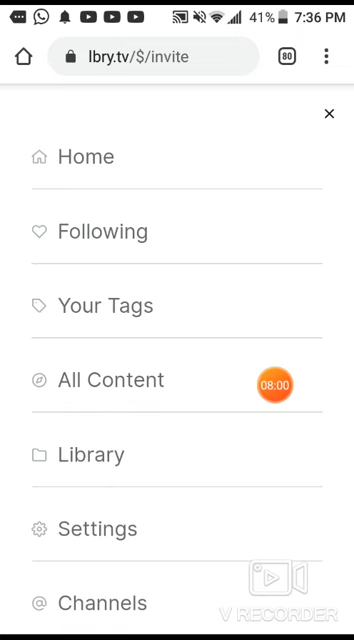 41% 7:36 PM
lbry.tv/$/invite 80
×
Home
Following
Your Tags
All Content
08:00
Library
Settings
Channels
V RECORDER